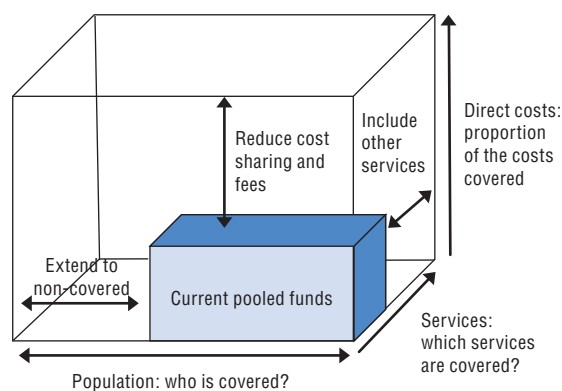 Reduce cost
sharing and
fees
Include
other
services
Direct costs:
proportion
of the costs
covered
Extend to
non-covered
Current pooled funds
Services:
which services
are covered?
Population: who is covered?